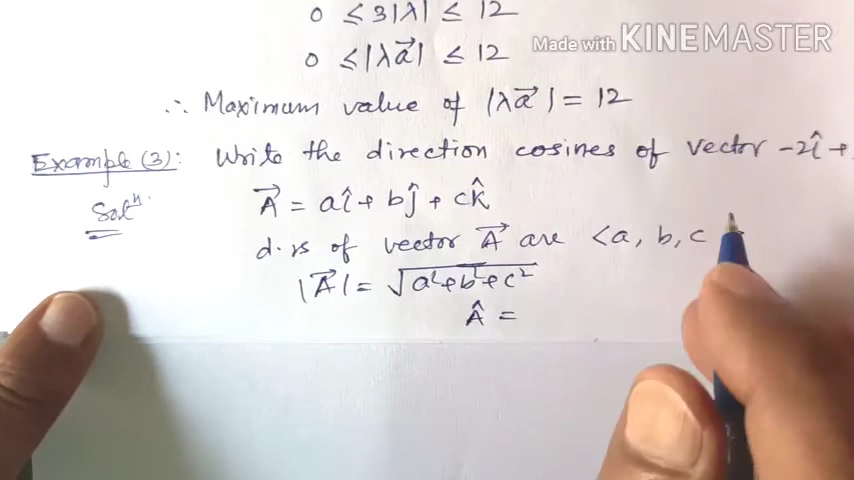 0 ≤ 3|λ| ≤ 12
Made with KINEMASTER
0 ≤ |λa⃗| ≤ 12
∴ Maximum value of |λa⃗| = 12
Example (3): Write the direction cosines of vector -2î +
Solⁿ. A⃗ = aî + bĵ + ck̂
d.rs of vector A⃗ are <a, b, c
|A⃗| = √a²+b²+c²
Â =